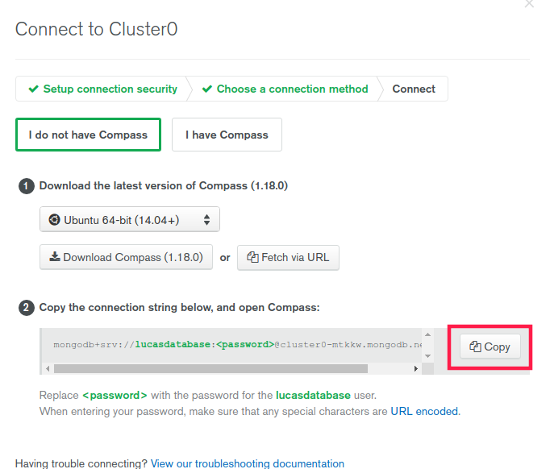 Connect to Cluster0
Setup connection security
Choose a connection method
Connect
I do not have Compass
I have Compass
1 Download the latest version of Compass (1.18.0)
Ubuntu 64-bit (14.04+)
Download Compass (1.18.0) or Fetch via URL
2 Copy the connection string below, and open Compass:
mongodb+srv://lucasdatabase:<password>@cluster0-mtkkw.mongodb.ne
Copy
Replace <password> with the password for the lucasdatabase user.
When entering your password, make sure that any special characters are URL encoded.
Having trouble connecting? View our troubleshooting documentation